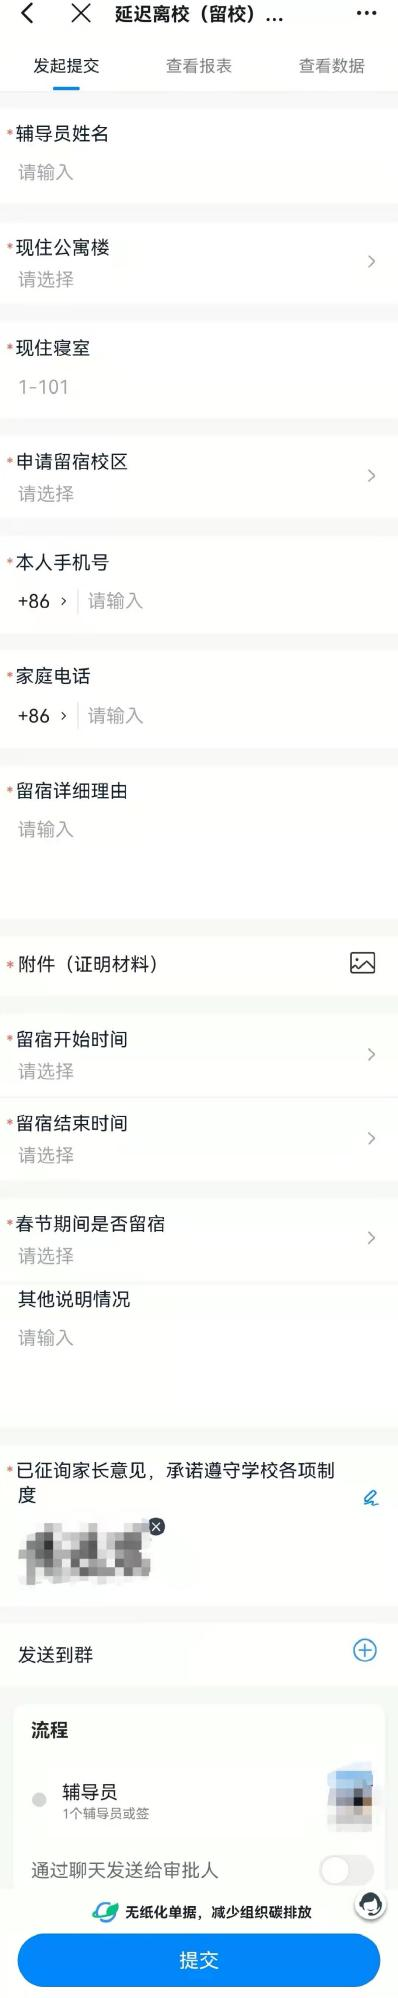 延迟离校（留校）...
发起提交
查看报表
查看数据
*辅导员姓名
请输入
*现住公寓楼
请选择
*现住寝室
1-101
*申请留宿校区
请选择
*本人手机号
+86 > 请输入
*家庭电话
+86 > 请输入
*留宿详细理由
请输入
*附件（证明材料）
*留宿开始时间
请选择
*留宿结束时间
请选择
*春节期间是否留宿
请选择
其他说明情况
请输入
*已征询家长意见，承诺遵守学校各项制
度
发送到群
流程
辅导员
1个辅导员或签
通过聊天发送给审批人
无纸化单据，减少组织碳排放
提交